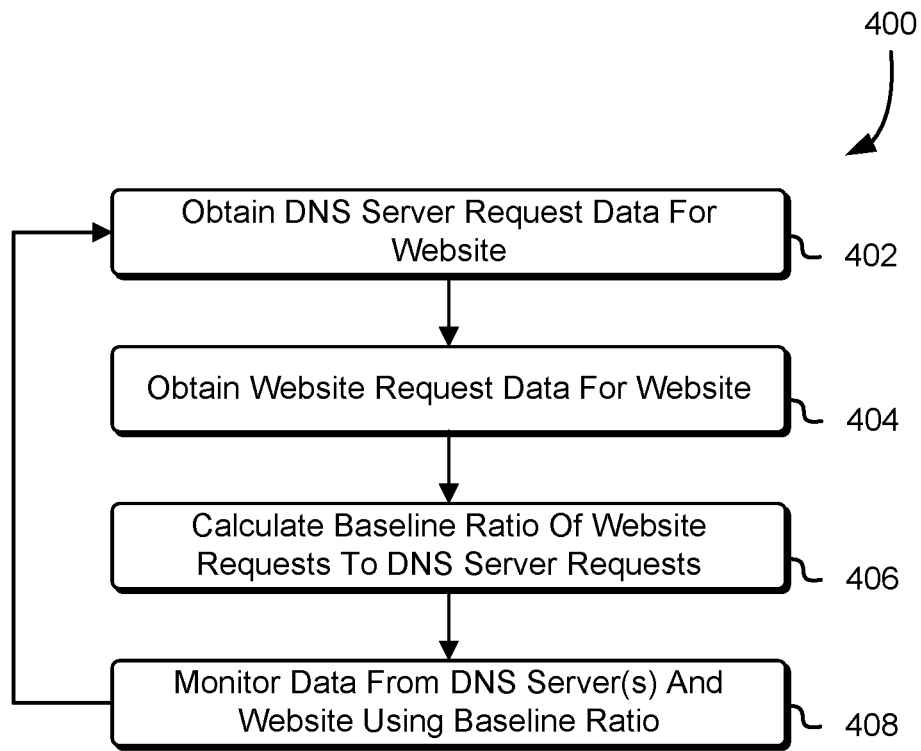 400
Obtain DNS Server Request Data For
Website
402
Obtain Website Request Data For Website
404
Calculate Baseline Ratio Of Website
Requests To DNS Server Requests
406
Monitor Data From DNS Server(s) And
Website Using Baseline Ratio
408